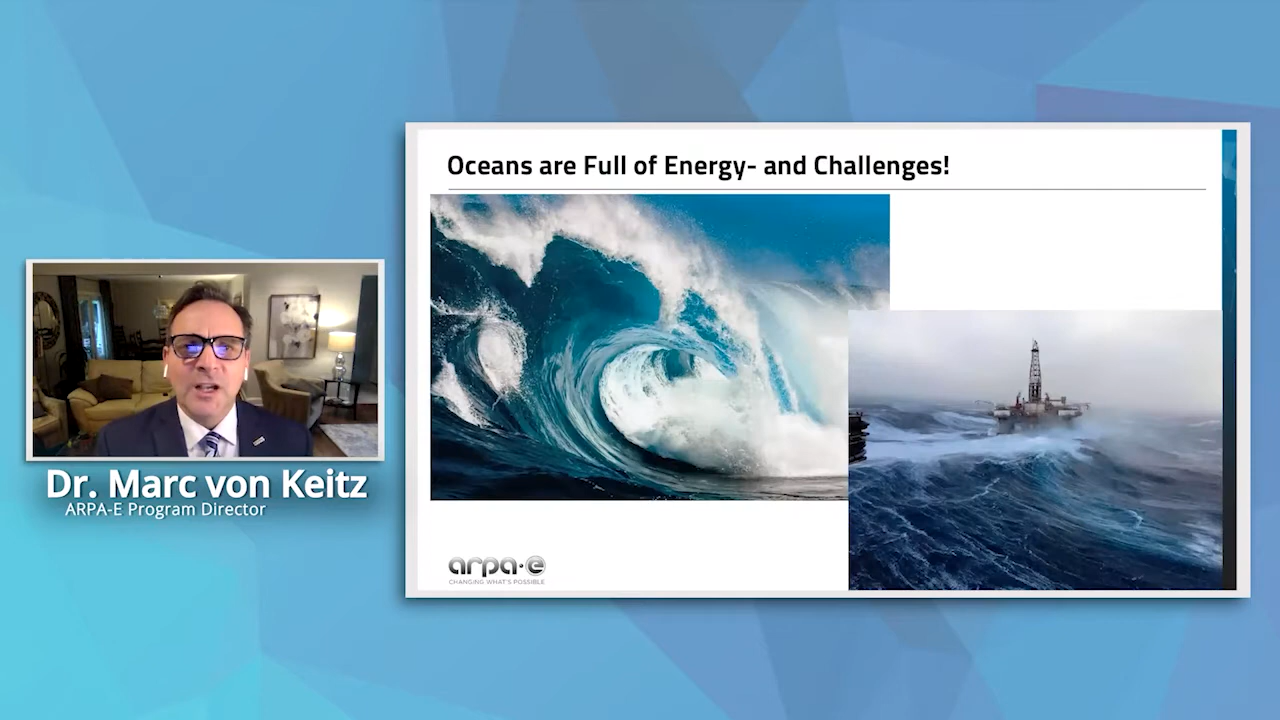 Oceans are Full of Energy- and Challenges!
Dr. Marc von Keitz
ARPA-E Program Director
arpa·e
CHANGING WHAT'S POSSIBLE